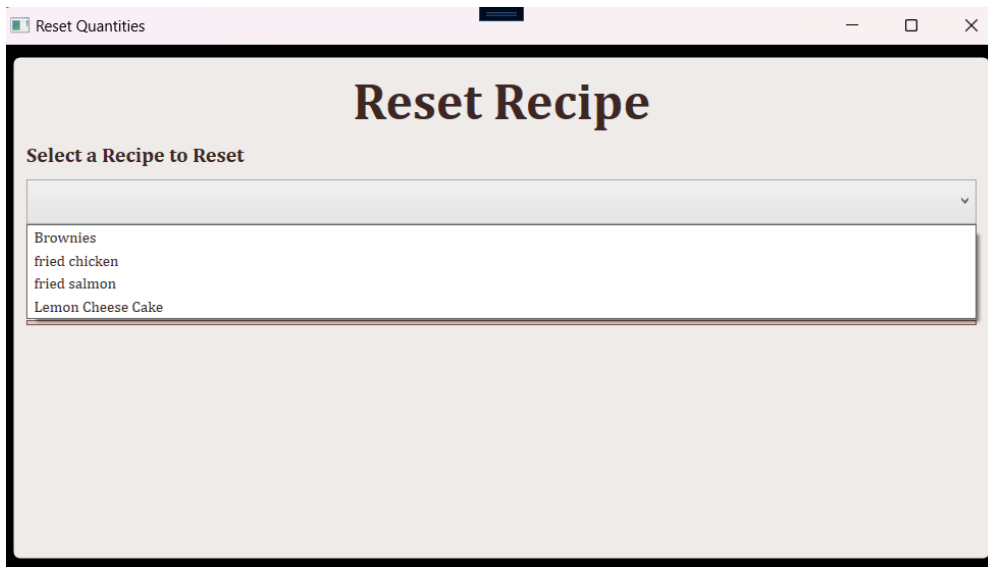 Reset Quantities
Reset Recipe
Select a Recipe to Reset
Brownies
fried chicken
fried salmon
Lemon Cheese Cake